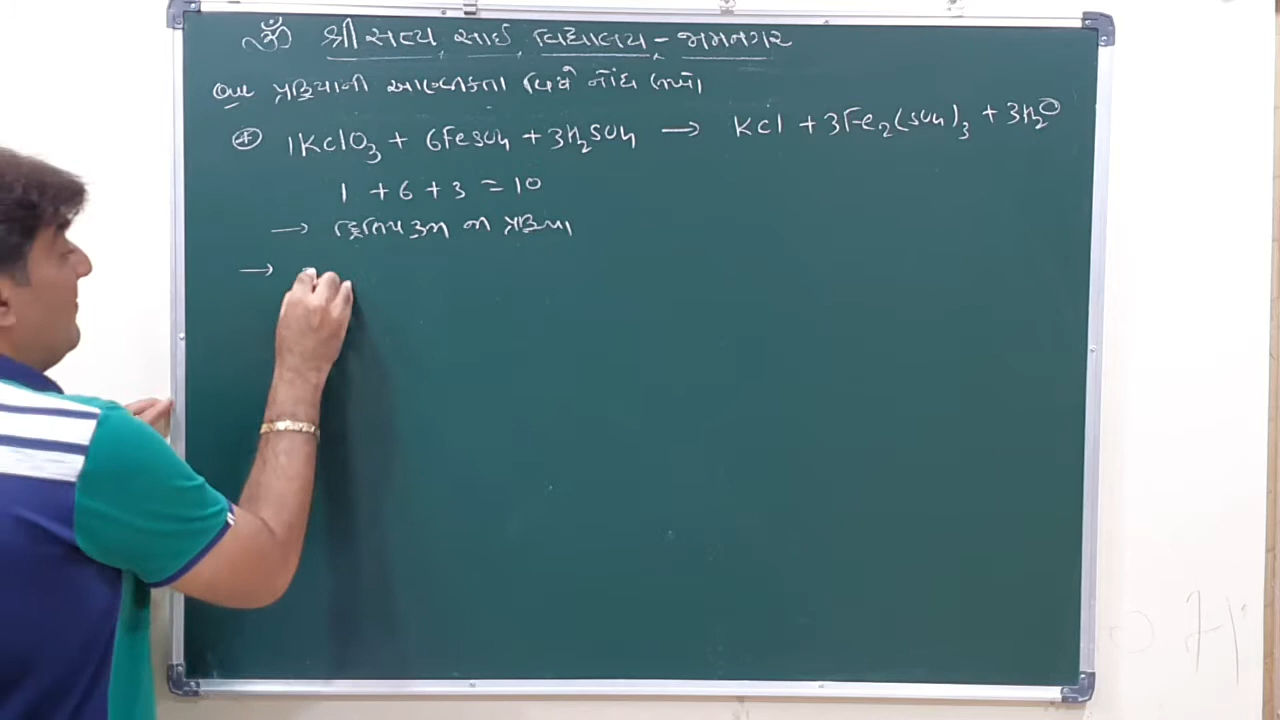 ૐ શ્રી સત્ય સાઈ વિદ્યાલય - જામનગર
Que પ્રક્રિયાની આણ્વીકતા વિષે નોંધ લખો
* 1KClO3 + 6FeSO4 + 3H2SO4 → KCl + 3Fe2(SO4)3 + 3H2O
1 + 6 + 3 = 10
→ દ્વિતિય ક્રમ ની પ્રક્રિયા
→